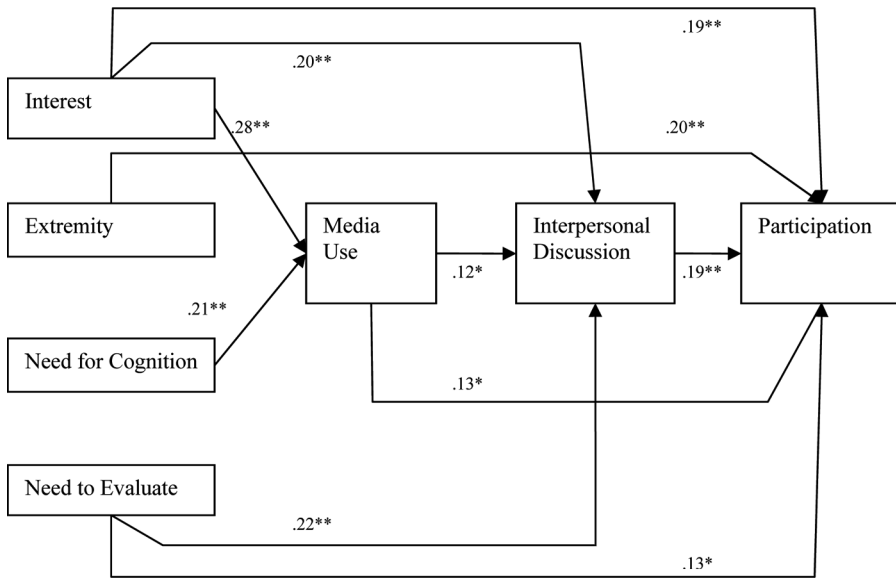 .19**
.20**
Interest
.28**
.20**
Extremity
Media
Use
Interpersonal
Discussion
Participation
.12*
.19**
.21**
Need for Cognition
.13*
Need to Evaluate
.22**
.13*